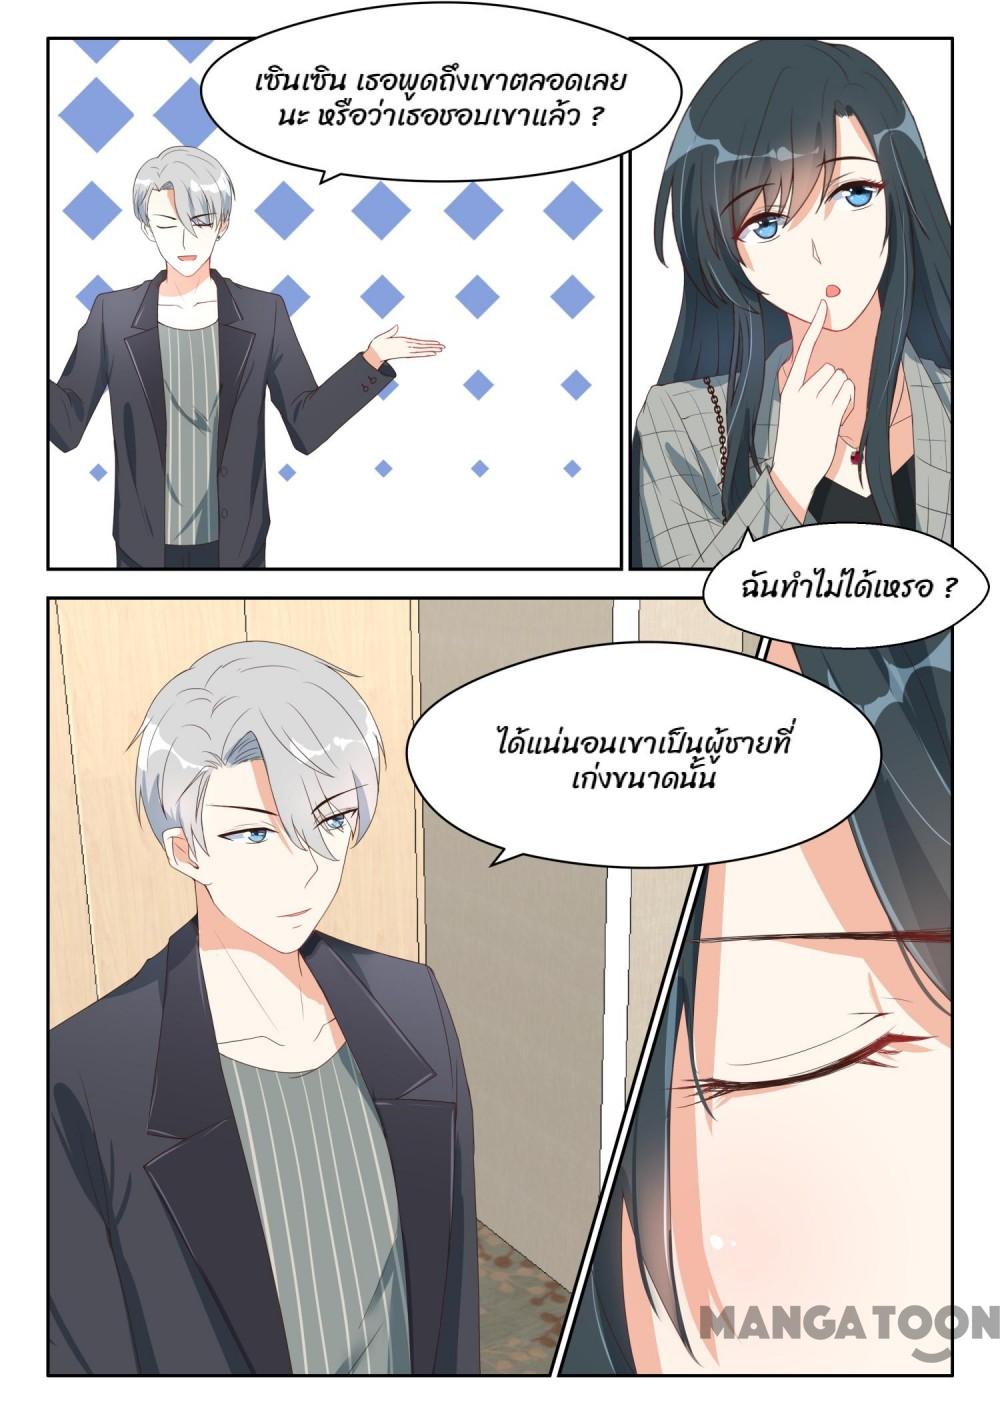 เซินเซิน เธอพูดถึงเขาตลอดเลย
นะ หรือว่าเธอชอบเขาแล้ว ?
ฉันทำไม่ได้เหรอ ?
ได้แน่นอนเขาเป็นผู้ชายที่
เก่งขนาดนั้น
MANGATOON